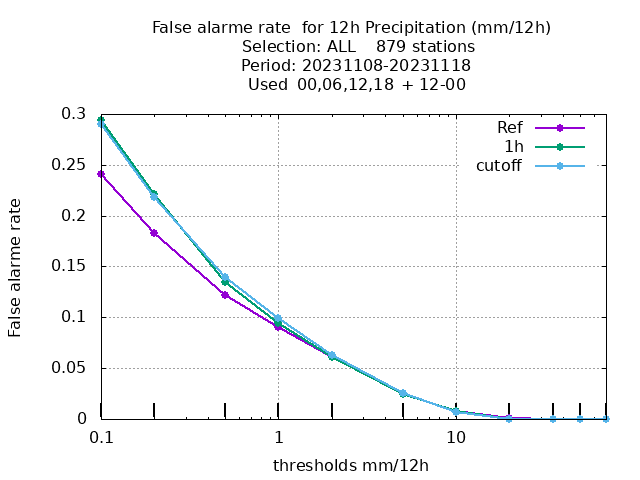 False alarme rate  for 12h Precipitation (mm/12h)
Selection: ALL    879 stations
Period: 20231108-20231118
Used  00,06,12,18  + 12-00
0.3
0.25
0.2
0.15
0.1
0.05
0
False alarme rate
Ref
1h
cutoff
0.1
1
10
thresholds mm/12h